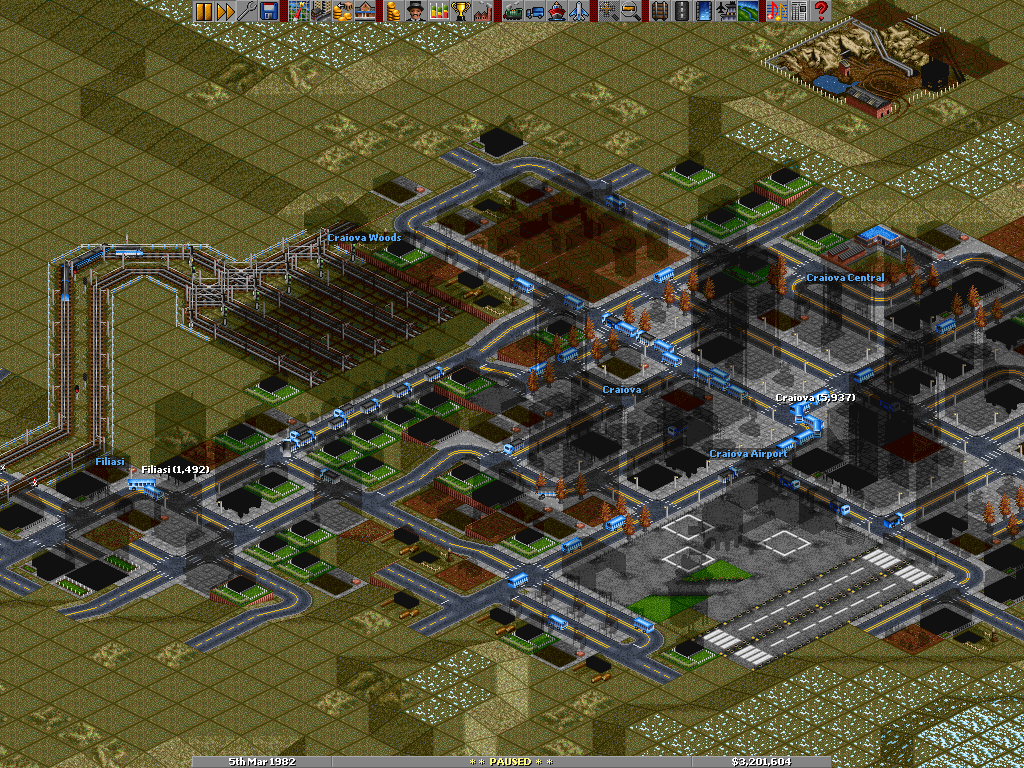 Craiova Woods
Craiova Central
Craiova
Craiova (5,937)
Craiova Airport
Filiasi
Filiasi (1,492)
5th Mar 1982
* * PAUSED * *
$3,201,604